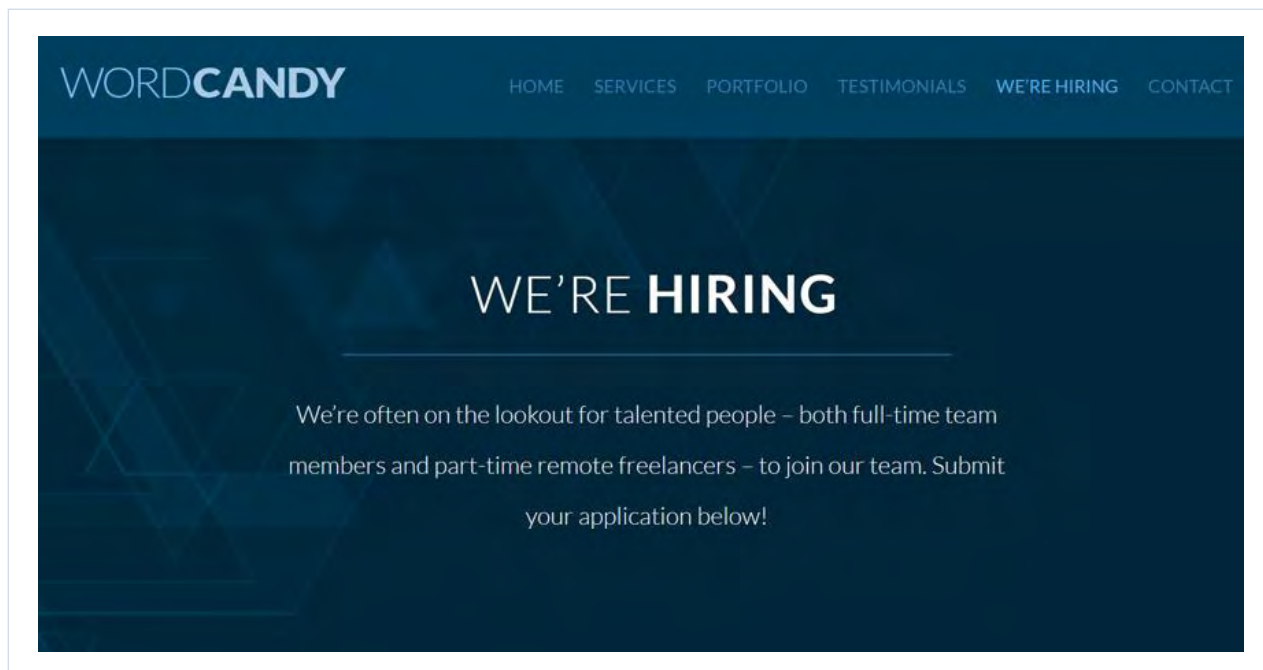 WORDCANDY
HOME SERVICES PORTFOLIO TESTIMONIALS WE'RE HIRING CONTACT
WE’RE HIRING
We’re often on the lookout for talented people – both full-time team
members and part-time remote freelancers – to join our team. Submit
your application below!